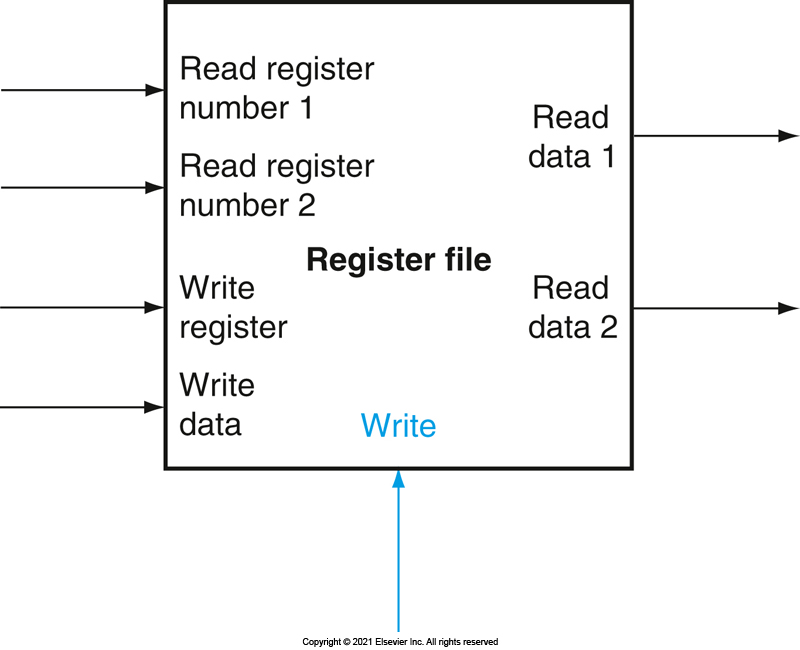 Read register
number 1
Read
data 1
Read register
number 2
Register file
Write
register
Read
data 2
Write
data
Write
Copyright © 2021 Elsevier Inc. All rights reserved